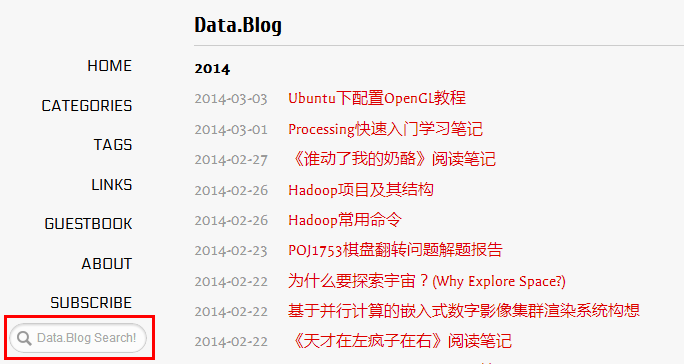 Data.Blog
HOME
CATEGORIES
TAGS
LINKS
GUESTBOOK
ABOUT
SUBSCRIBE
Data.Blog Search!
2014
2014-03-03 Ubuntu下配置OpenGL教程
2014-03-01 Processing快速入门学习笔记
2014-02-27 《谁动了我的奶酪》阅读笔记
2014-02-26 Hadoop项目及其结构
2014-02-26 Hadoop常用命令
2014-02-23 POJ1753棋盘翻转问题解题报告
2014-02-22 为什么要探索宇宙？(Why Explore Space?)
2014-02-22 基于并行计算的嵌入式数字影像集群渲染系统构想
2014-02-22 《天才在左疯子在右》阅读笔记